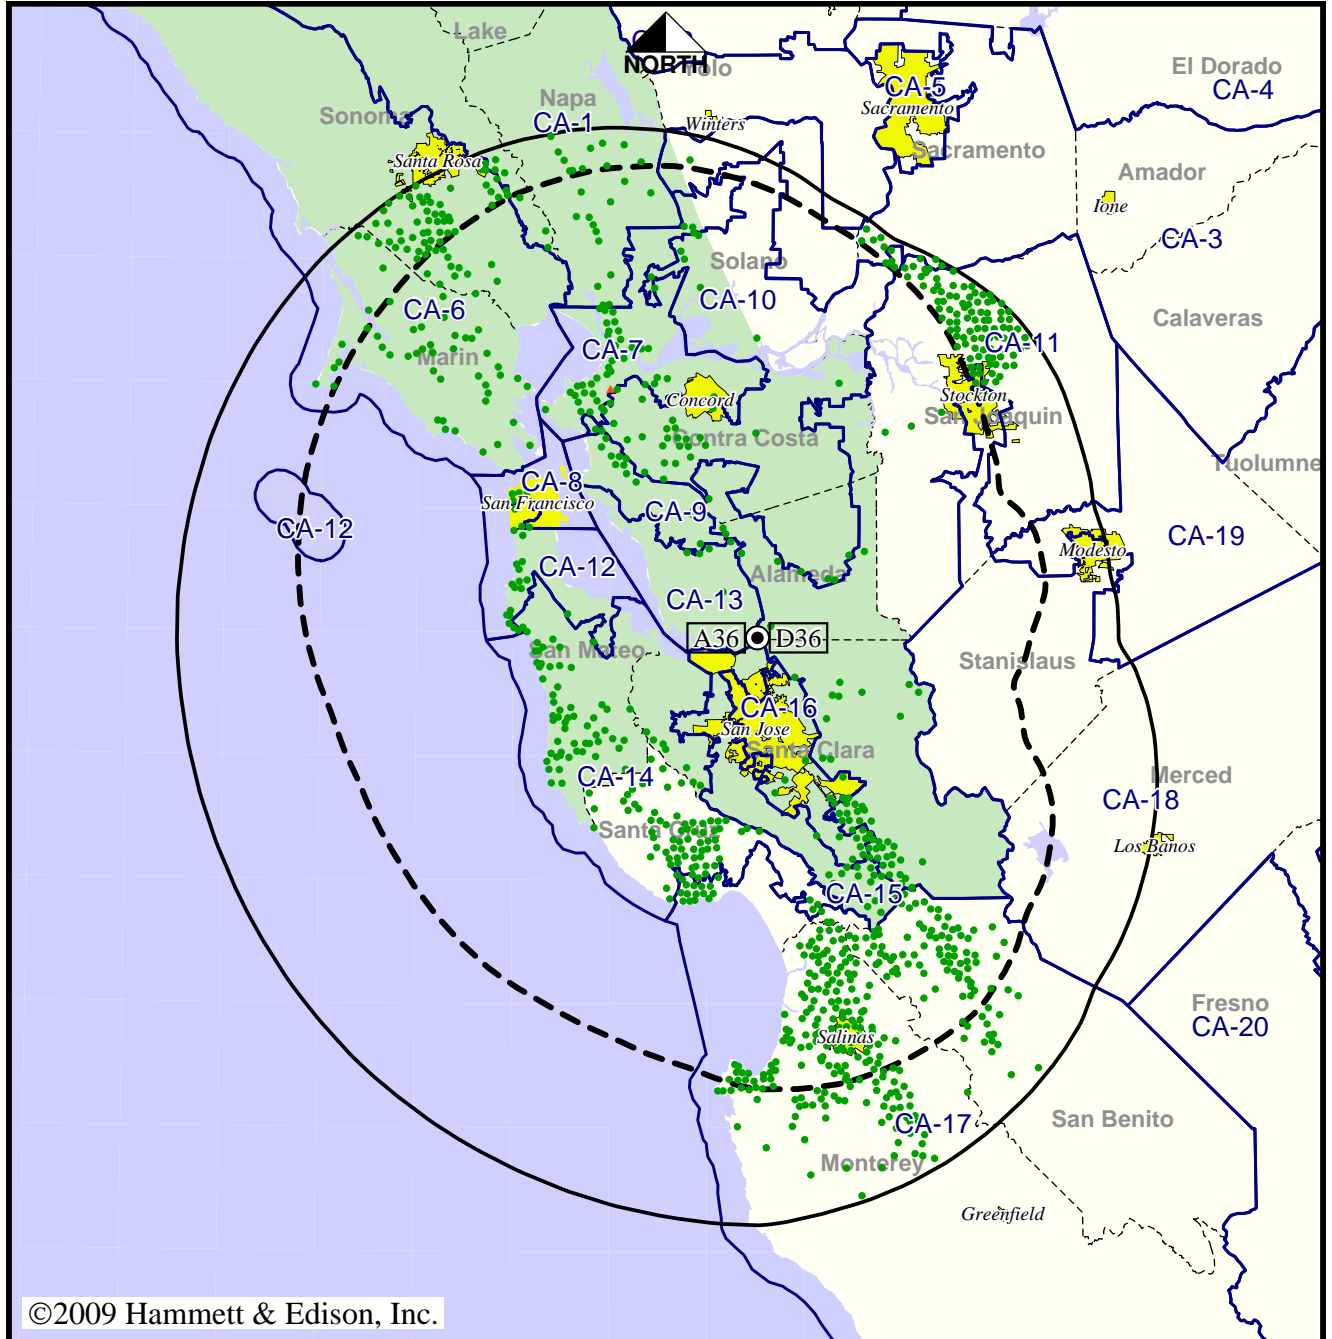 Lake
NORTH
Yolo
El Dorado
CA-4
CA-5
Sacramento
Napa
CA-1
Sonoma
Winters
Sacramento
Santa Rosa
Amador
Ione
CA-3
Solano
CA-10
CA-6
Calaveras
CA-11
CA-7
Marin
Stockton
Concord
San Joaquin
Contra Costa
Tuolumne
CA-8
San Francisco
CA-9
CA-12
CA-19
Modesto
CA-12
Alameda
CA-13
A36
D36
San Mateo
Stanislaus
CA-16
San Jose
Santa Clara
CA-14
Merced
CA-18
Santa Cruz
Los Banos
CA-15
Fresno
CA-20
Salinas
San Benito
CA-17
Monterey
Greenfield
©2009 Hammett & Edison, Inc.